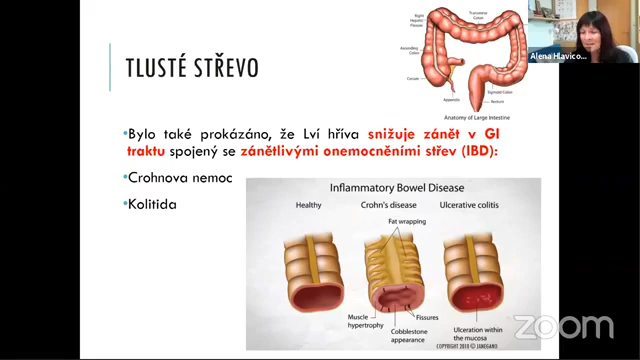 TLUSTÉ STŘEVO
Right
Hepatic
Flexure
Transverse
Colon
Ascending
Colon
Cecum
Appendix
Sigmoid Colon
Rectum
Anatomy of Large Intestine
Alena Hlavico...
•Bylo také prokázáno, že Lví hříva snižuje zánět v GI
traktu spojený se zánětlivými onemocněními střev (IBD):
•Crohnova nemoc
•Kolitida
Inflammatory Bowel Disease
Healthy
Crohn's disease
Ulcerative colitis
Fat wrapping
Muscle
hypertrophy
Fissures
Cobblestone
appearance
Ulceration within
the mucosa
COPYRIGHT 2010 © JANEGANO
zoom